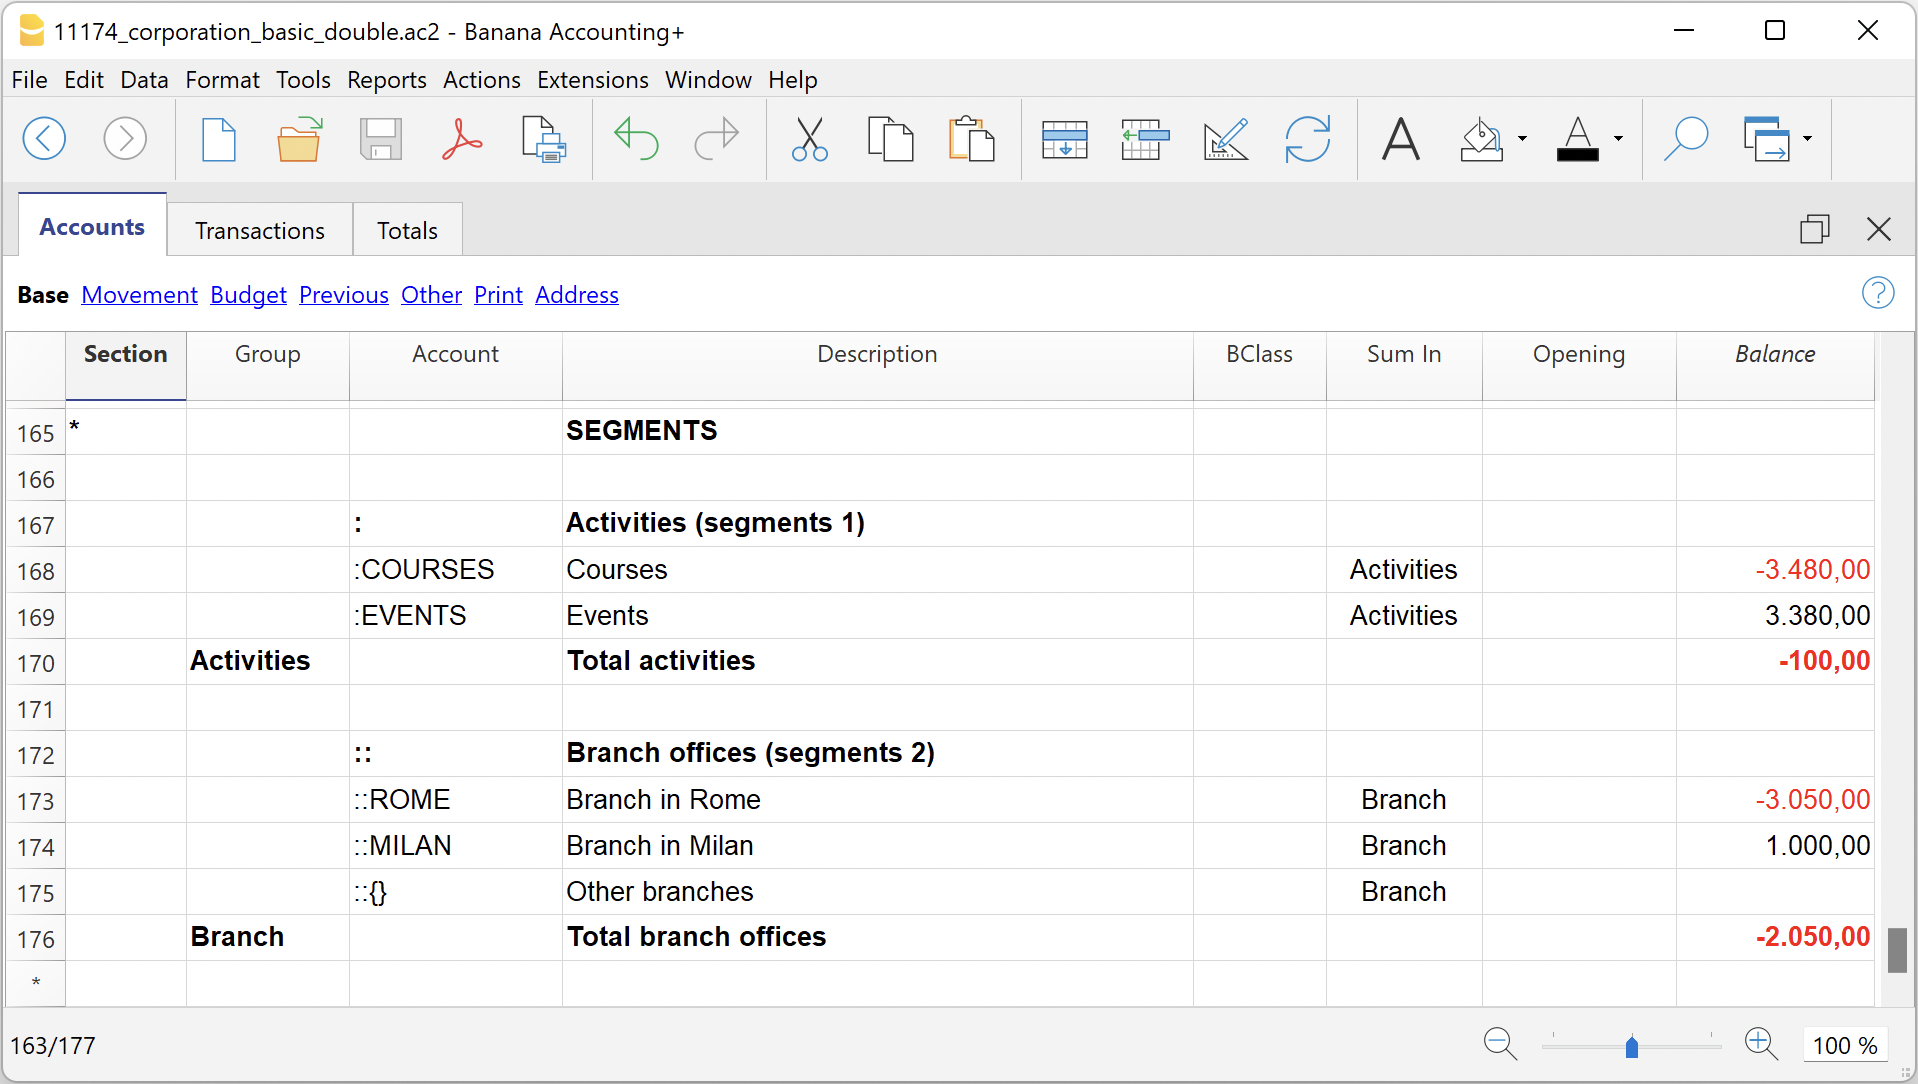 11174_corporation_basic_double.ac2 - Banana Accounting+
File Edit Data Format Tools Reports Actions Extensions Window Help
Accounts Transactions Totals
Base Movement Budget Previous Other Print Address
Section Group Account Description BClass Sum In Opening Balance
165 * SEGMENTS
166
167 : Activities (segments 1)
168 :COURSES Courses Activities -3.480,00
169 :EVENTS Events Activities 3.380,00
170 Activities Total activities -100,00
171
172 :: Branch offices (segments 2)
173 ::ROME Branch in Rome Branch -3.050,00
174 ::MILAN Branch in Milan Branch 1.000,00
175 ::{} Other branches Branch
176 Branch Total branch offices -2.050,00
*
163/177 100 %